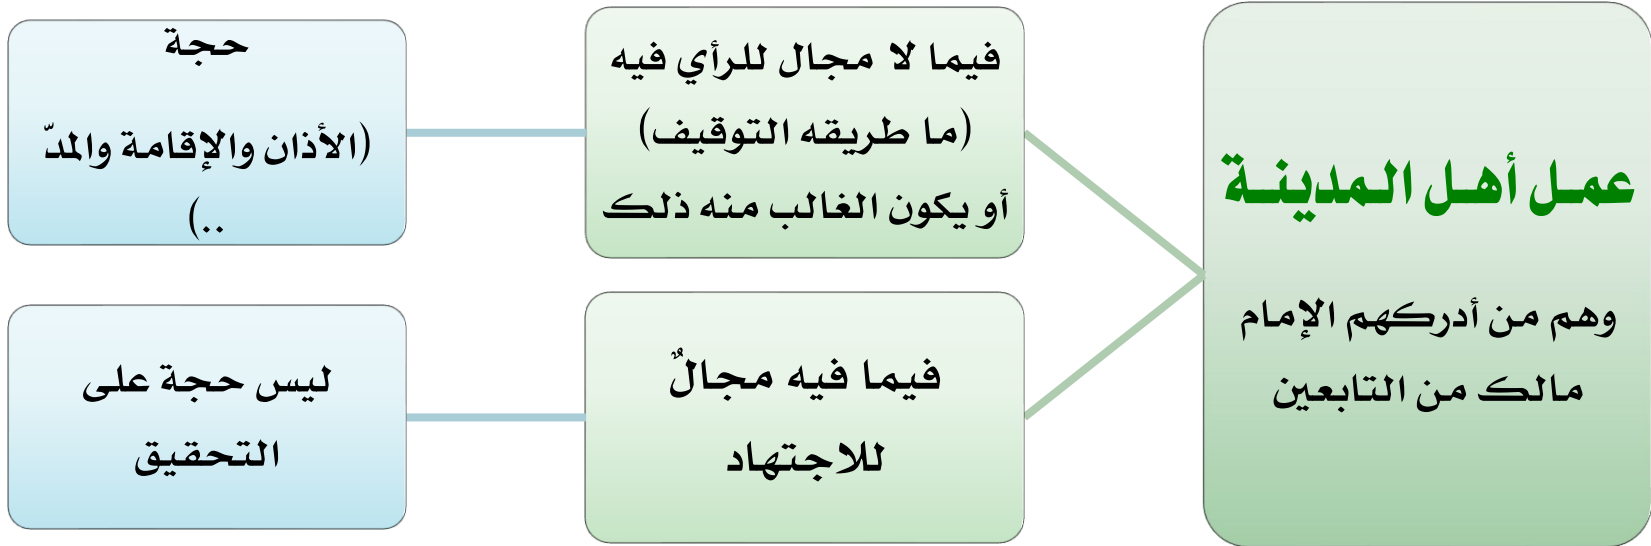 عمل أهل المدينة
وهم من أدركهم الإمام
مالك من التابعين
فيما لا مجال للرأي فيه
(ما طريقه التوقيف)
أو يكون الغالب منه ذلك
حجة
(الأذان والإقامة والمدّ
..)
فيما فيه مجالٌ
للاجتهاد
ليس حجة على
التحقيق